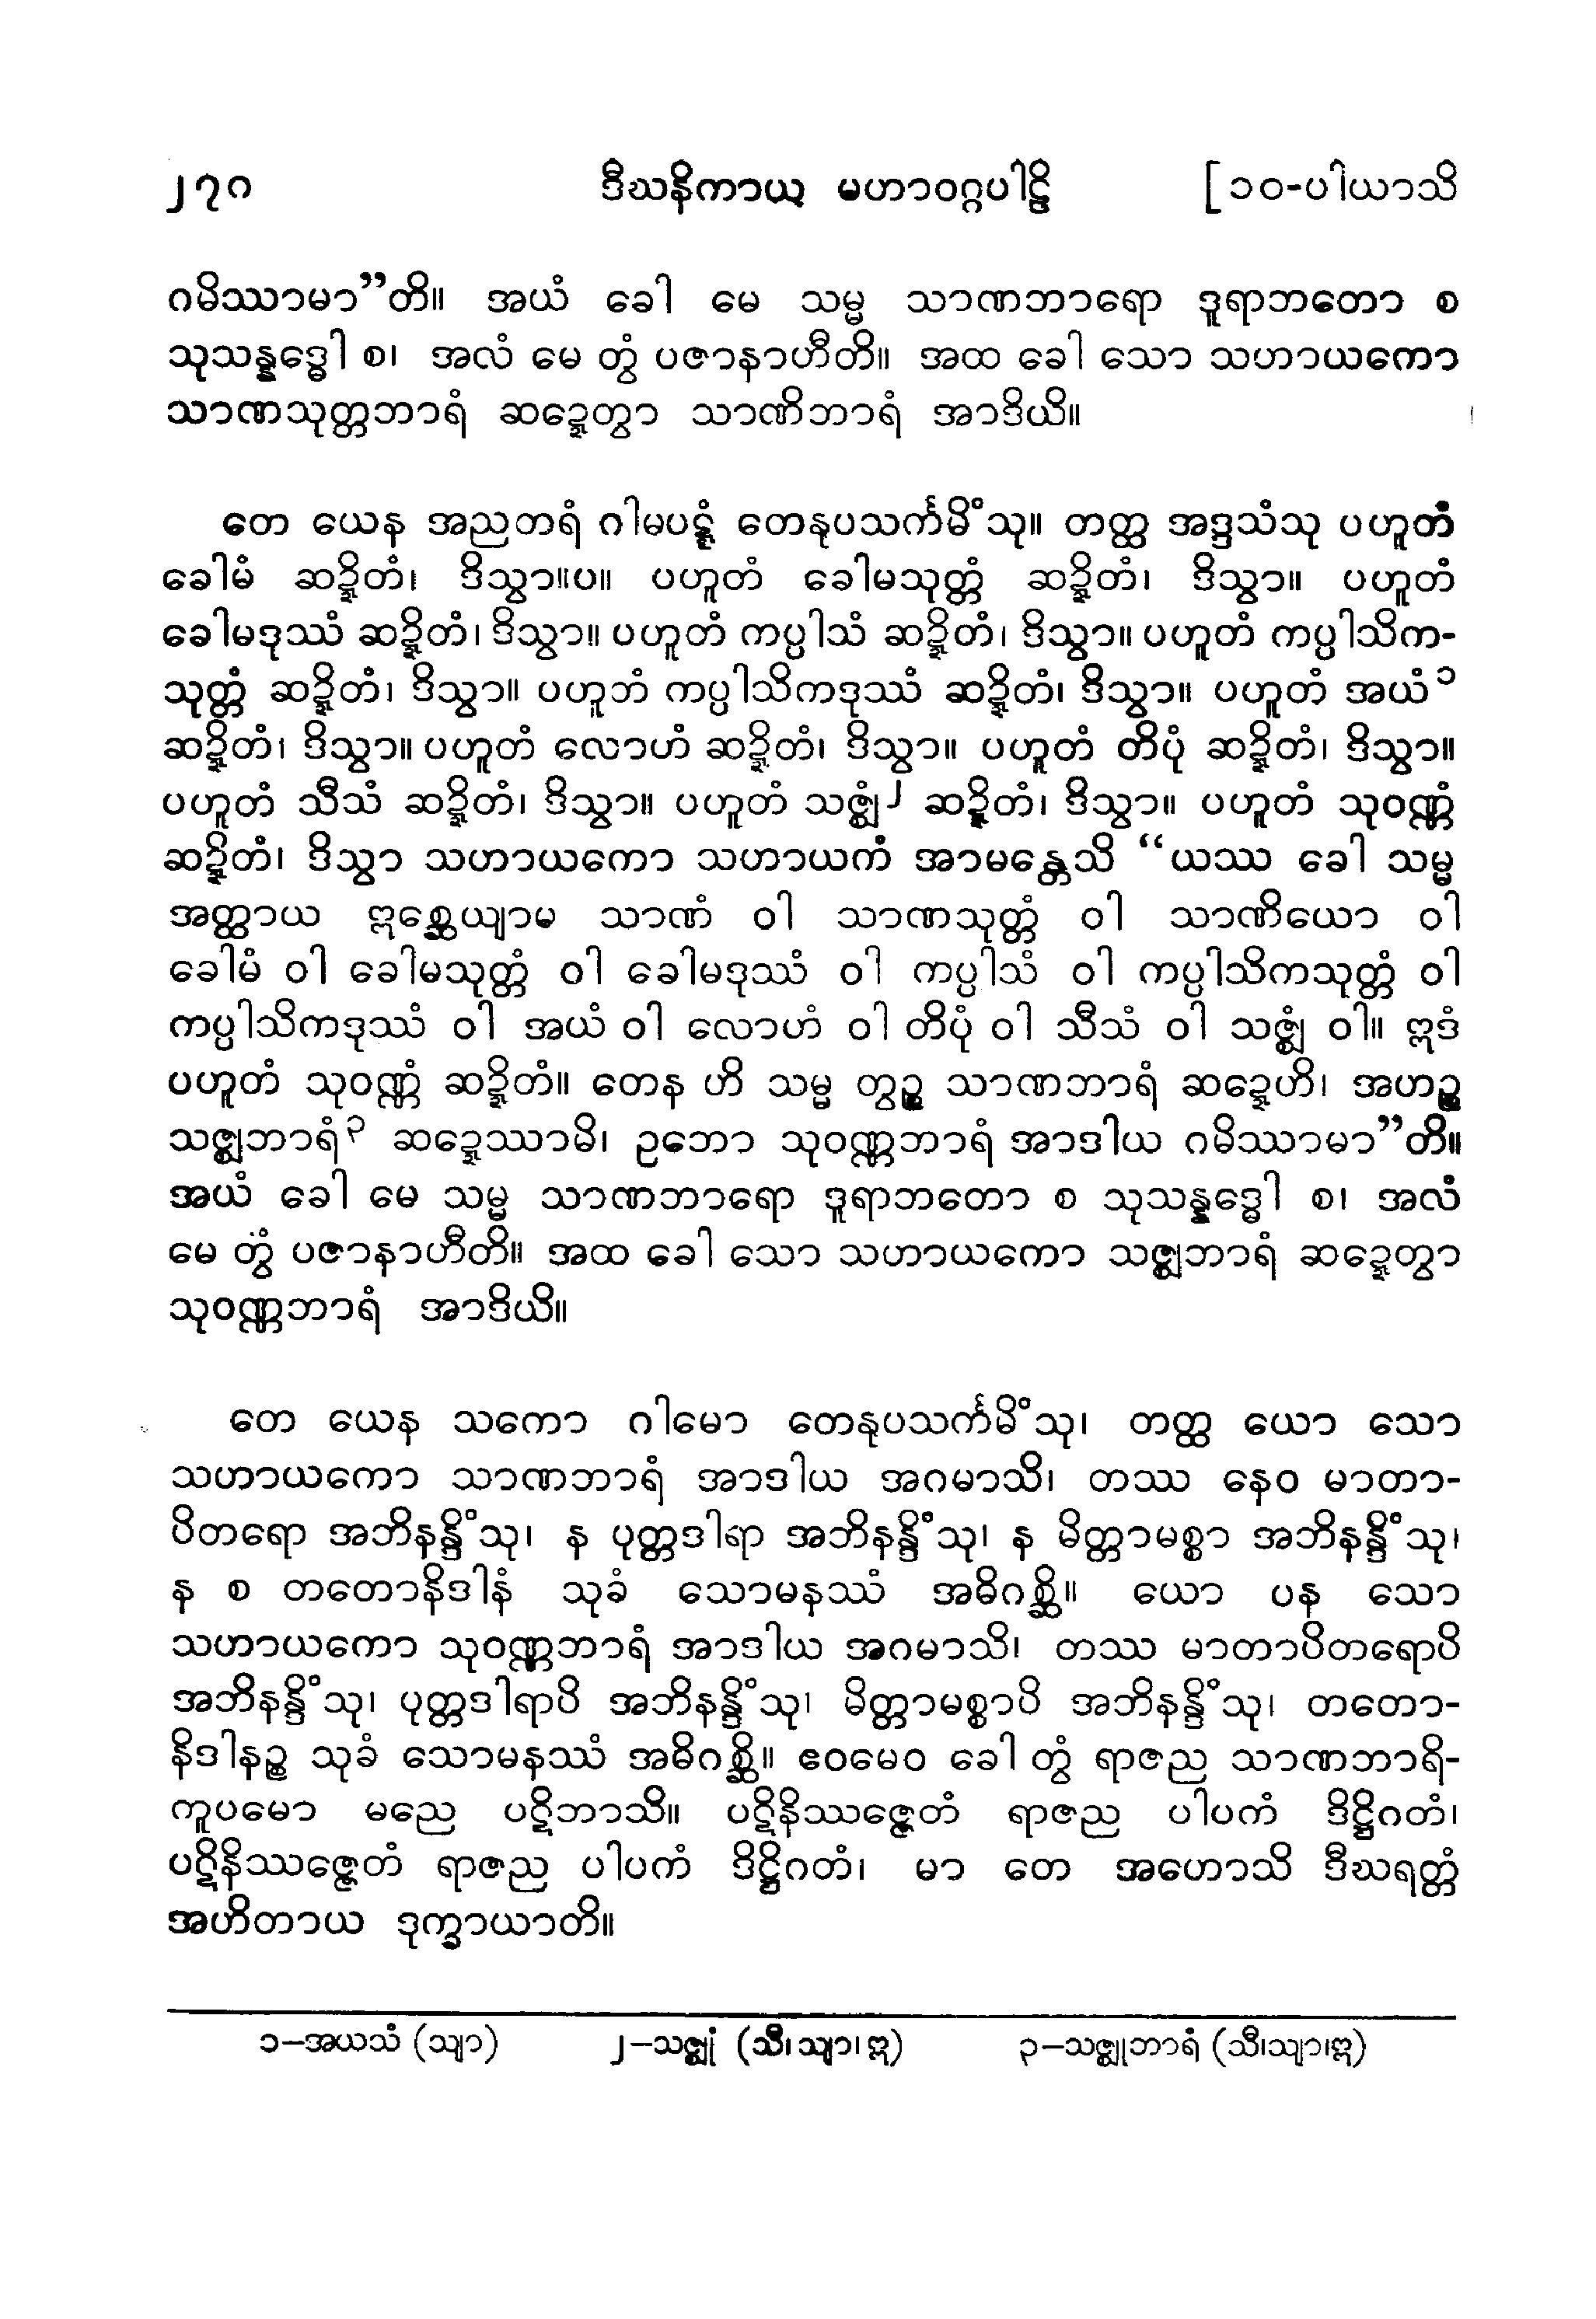 ၂၇၀ ဒီဃနိကာယ မဟာဝဂ္ဂပါဠိ [၁၀-ပါယာသိ
ဂမိဿာမာ”တိ။ အယံ ခေါ မေ သမ္မ သာဏဘာရော ဒူရာဘတော စ
သုသန္နဒ္ဓေါ စ၊ အလံ မေ တွံ ပဇာနာဟီတိ။ အထ ခေါ သော သဟာယကော
သာဏသုတ္တဘာရံ ဆဍ္ဍေတွာ သာဏိဘာရံ အာဒိယိ။
တေ ယေန အညတရံ ဂါမပဋ္ဋံ တေနုပသင်္ကမိံသု။ တတ္ထ အဒ္ဒသံသု ပဟူတံ
ခေါမံ ဆဍ္ဍိတံ၊ ဒိသွာ။ပ။ ပဟူတံ ခေါမသုတ္တံ ဆဍ္ဍိတံ၊ ဒိသွာ။ ပဟူတံ
ခေါမဒုဿံ ဆဍ္ဍိတံ၊ ဒိသွာ။ ပဟူတံ ကပ္ပါသံ ဆဍ္ဍိတံ၊ ဒိသွာ။ ပဟူတံ ကပ္ပါသိက-
သုတ္တံ ဆဍ္ဍိတံ၊ ဒိသွာ။ ပဟူဘံ ကပ္ပါသိကဒုဿံ ဆဍ္ဍိတံ၊ ဒိသွာ။ ပဟူတံ အယံ၁
ဆဍ္ဍိတံ၊ ဒိသွာ။ ပဟူတံ လောဟံ ဆဍ္ဍိတံ၊ ဒိသွာ။ ပဟူတံ တိပုံ ဆဍ္ဍိတံ၊ ဒိသွာ။
ပဟူတံ သီသံ ဆဍ္ဍိတံ၊ ဒိသွာ။ ပဟူတံ သဇ္ဈံ၂ ဆဍ္ဍိတံ၊ ဒိသွာ။ ပဟူတံ သုဝဏ္ဏံ
ဆဍ္ဍိတံ၊ ဒိသွာ သဟာယကော သဟာယကံ အာမန္တေသိ “ယဿ ခေါ သမ္မ
အတ္ထာယ ဣစ္ဆေယျာမ သာဏံ ဝါ သာဏသုတ္တံ ဝါ သာဏိယော ဝါ
ခေါမံ ဝါ ခေါမသုတ္တံ ဝါ ခေါမဒုဿံ ဝါ ကပ္ပါသံ ဝါ ကပ္ပါသိကသုတ္တံ ဝါ
ကပ္ပါသိကဒုဿံ ဝါ အယံ ဝါ လောဟံ ဝါ တိပုံ ဝါ သီသံ ဝါ သဇ္ဈံ ဝါ။ ဣဒံ
ပဟူတံ သုဝဏ္ဏံ ဆဍ္ဍိတံ။ တေန ဟိ သမ္မ တွဉ္စ သာဏဘာရံ ဆဍ္ဍေဟိ၊ အဟဉ္စ
သဇ္ဈဘာရံ၃ ဆဍ္ဍေဿာမိ၊ ဥဘော သုဝဏ္ဏဘာရံ အာဒါယ ဂမိဿာမာ”တိ။
အယံ ခေါ မေ သမ္မ သာဏဘာရော ဒူရာဘတော စ သုသန္နဒ္ဓေါ စ၊ အလံ
မေ တွံ ပဇာနာဟီတိ။ အထ ခေါ သော သဟာယကော သဇ္ဈဘာရံ ဆဍ္ဍေတွာ
သုဝဏ္ဏဘာရံ အာဒိယိ။
တေ ယေန သကော ဂါမော တေနုပသင်္ကမိံသု၊ တတ္ထ ယော သော
သဟာယကော သာဏဘာရံ အာဒါယ အဂမာသိ၊ တဿ နေဝ မာတာ-
ပိတရော အဘိနန္ဒိံသု၊ န ပုတ္တဒါရာ အဘိနန္ဒိံသု၊ န မိတ္တာမစ္စာ အဘိနန္ဒိံသု၊
န စ တတောနိဒါနံ သုခံ သောမနဿံ အဓိဂစ္ဆိ။ ယော ပန သော
သဟာယကော သုဝဏ္ဏဘာရံ အာဒါယ အဂမာသိ၊ တဿ မာတာပိတရောပိ
အဘိနန္ဒိံသု၊ ပုတ္တဒါရာပိ အဘိနန္ဒိံသု၊ မိတ္တာမစ္စာပိ အဘိနန္ဒိံသု၊ တတော-
နိဒါနဉ္စ သုခံ သောမနဿံ အဓိဂစ္ဆိ။ ဧဝမေဝ ခေါ တွံ ရာဇည သာဏဘာရိ-
ကူပမော မညေ ပဋိဘာသိ။ ပဋိနိဿဇ္ဇေတံ ရာဇည ပါပကံ ဒိဋ္ဌိဂတံ၊
ပဋိနိဿဇ္ဇေတံ ရာဇည ပါပကံ ဒိဋ္ဌိဂတံ၊ မာ တေ အဟောသိ ဒီဃရတ္တံ
အဟိတာယ ဒုက္ခာယာတိ။
၁-အယသံ (သျာ) ၂-သဇ္ဈုံ (သီ၊သျာ၊ဣ) ၃-သဇ္ဈုဘာရံ (သီ၊သျာ၊ဣ)